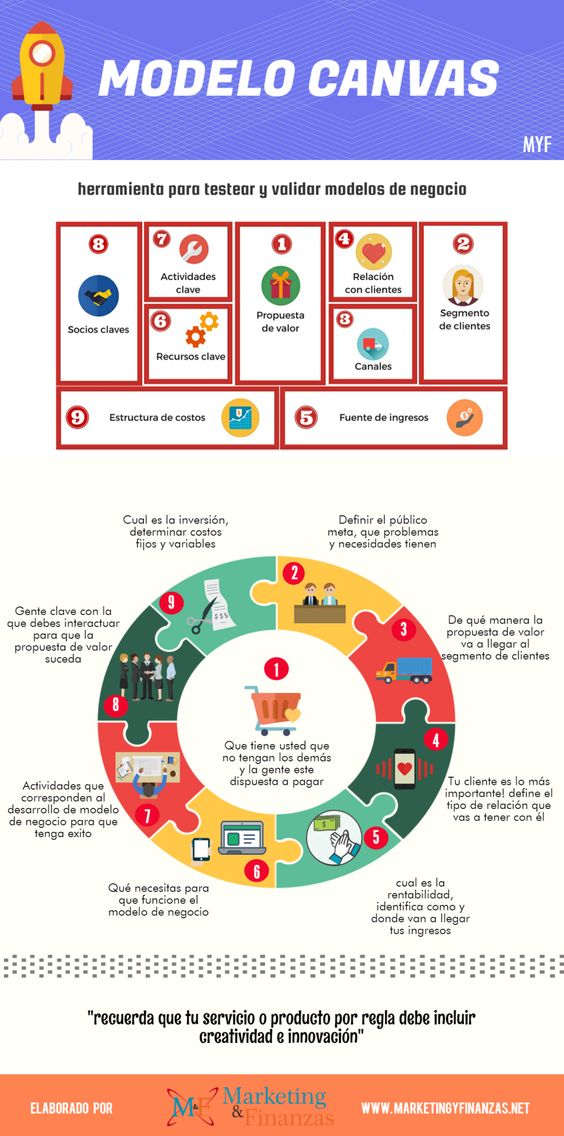 MODELO CANVAS
MYF
herramienta para testear y validar modelos de negocio
8
Socios claves
7
Actividades
clave
6
Recursos clave
1
Propuesta
de valor
4
Relación
con clientes
3
Canales
2
Segmento
de clientes
9
Estructura de costos
5
Fuente de ingresos
1
Que tiene usted que
no tengan los demás
y la gente este
dispuesta a pagar
2
Definir el público
meta, que problemas
y necesidades tienen
3
De qué manera la
propuesta de valor
va a llegar al
segmento de clientes
4
Tu cliente es lo más
importante! define el
tipo de relación que
vas a tener con él
5
cual es la
rentabilidad,
identifica como y
donde van a llegar
tus ingresos
6
Qué necesitas para
que funcione el
modelo de negocio
7
Actividades que
corresponden al
desarrollo de modelo
de negocio para que
tenga exito
8
Gente clave con la
que debes interactuar
para que la
propuesta de valor
suceda
9
Cual es la inversión,
determinar costos
fijos y variables
$$$
"recuerda que tu servicio o producto por regla debe incluir
creatividad e innovación"
ELABORADO POR
M&F
Marketing
&Finanzas
WWW.MARKETINGYFINANZAS.NET